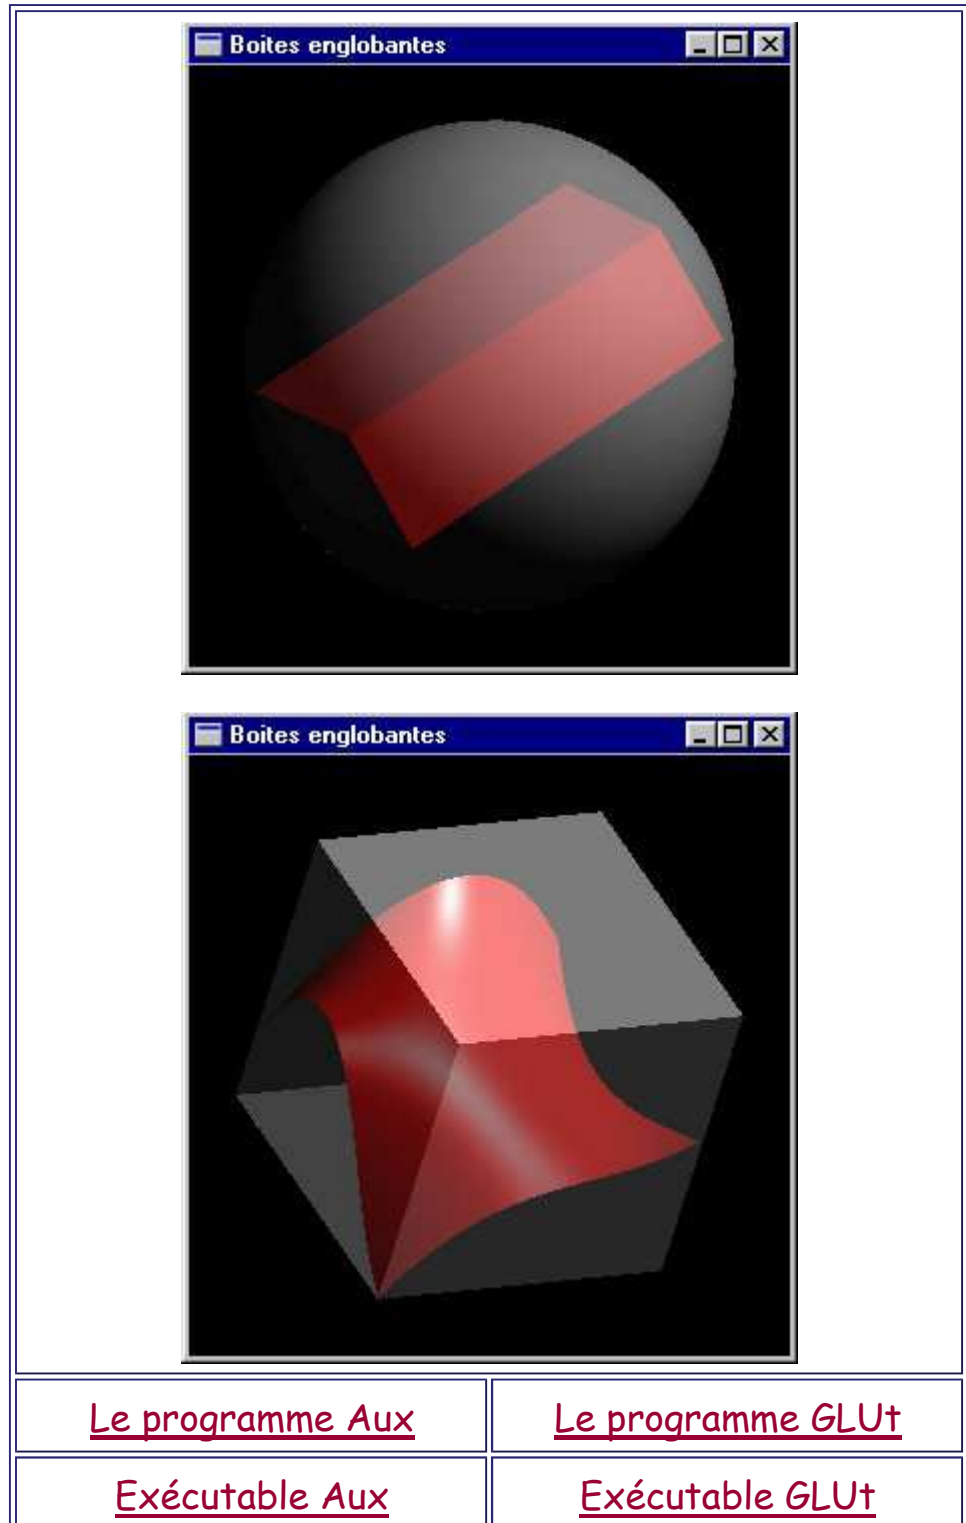 Boites englobantes
Boites englobantes
Le programme Aux
Le programme GLUt
Exécutable Aux
Exécutable GLUt